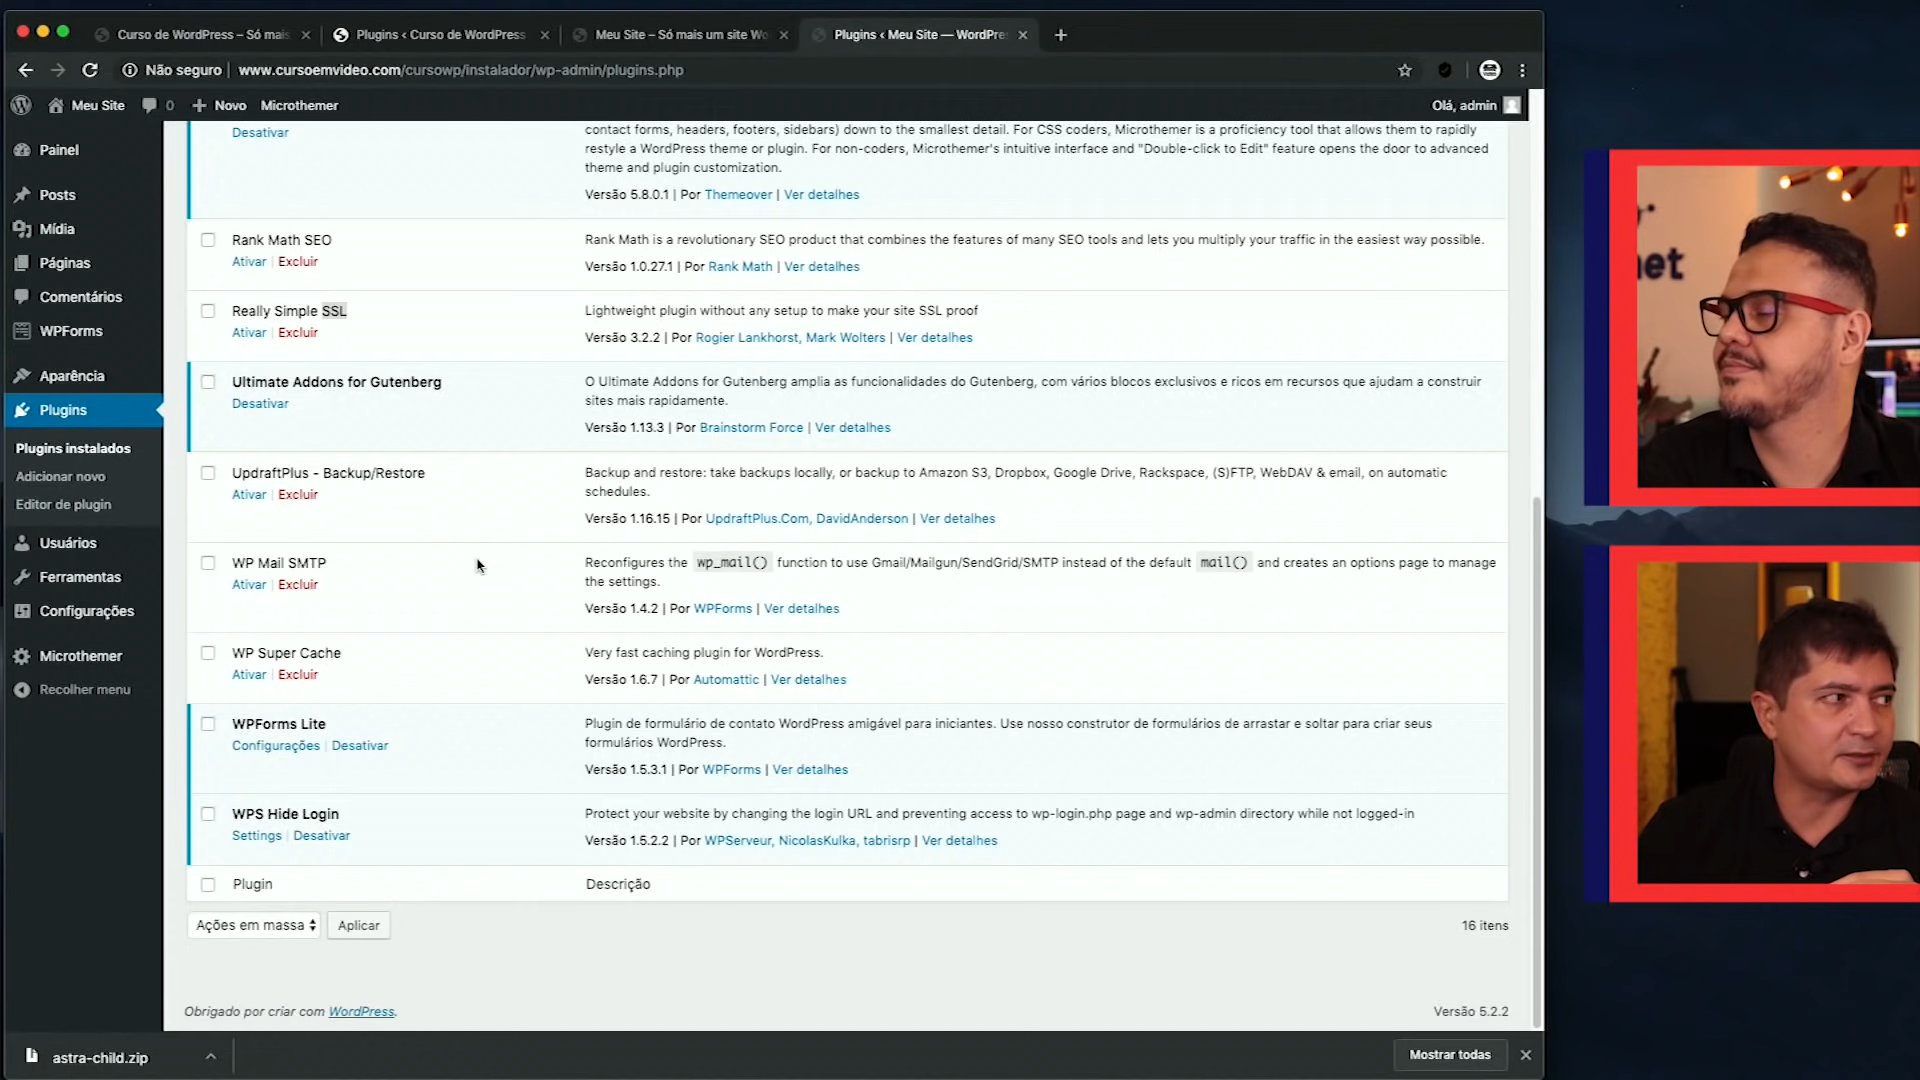 Curso de WordPress – Só mais
Plugins ‹ Curso de WordPress
Meu Site – Só mais um site Wo
Plugins ‹ Meu Site — WordPre
Não seguro | www.cursoemvideo.com/cursowp/instalador/wp-admin/plugins.php
Meu Site 0 Novo Microthemer Olá, admin
Painel
Posts
Mídia
Páginas
Comentários
WPForms
Aparência
Plugins
Plugins instalados
Adicionar novo
Editor de plugin
Usuários
Ferramentas
Configurações
Microthemer
Recolher menu
Desativar
contact forms, headers, footers, sidebars) down to the smallest detail. For CSS coders, Microthemer is a proficiency tool that allows them to rapidly
restyle a WordPress theme or plugin. For non-coders, Microthemer's intuitive interface and "Double-click to Edit" feature opens the door to advanced
theme and plugin customization.
Versão 5.8.0.1 | Por Themeover | Ver detalhes
Rank Math SEO
Ativar | Excluir
Rank Math is a revolutionary SEO product that combines the features of many SEO tools and lets you multiply your traffic in the easiest way possible.
Versão 1.0.27.1 | Por Rank Math | Ver detalhes
Really Simple SSL
Ativar | Excluir
Lightweight plugin without any setup to make your site SSL proof
Versão 3.2.2 | Por Rogier Lankhorst, Mark Wolters | Ver detalhes
Ultimate Addons for Gutenberg
Desativar
O Ultimate Addons for Gutenberg amplia as funcionalidades do Gutenberg, com vários blocos exclusivos e ricos em recursos que ajudam a construir
sites mais rapidamente.
Versão 1.13.3 | Por Brainstorm Force | Ver detalhes
UpdraftPlus - Backup/Restore
Ativar | Excluir
Backup and restore: take backups locally, or backup to Amazon S3, Dropbox, Google Drive, Rackspace, (S)FTP, WebDAV & email, on automatic
schedules.
Versão 1.16.15 | Por UpdraftPlus.Com, DavidAnderson | Ver detalhes
WP Mail SMTP
Ativar | Excluir
Reconfigures the wp_mail() function to use Gmail/Mailgun/SendGrid/SMTP instead of the default mail() and creates an options page to manage
the settings.
Versão 1.4.2 | Por WPForms | Ver detalhes
WP Super Cache
Ativar | Excluir
Very fast caching plugin for WordPress.
Versão 1.6.7 | Por Automattic | Ver detalhes
WPForms Lite
Configurações | Desativar
Plugin de formulário de contato WordPress amigável para iniciantes. Use nosso construtor de formulários de arrastar e soltar para criar seus
formulários WordPress.
Versão 1.5.3.1 | Por WPForms | Ver detalhes
WPS Hide Login
Settings | Desativar
Protect your website by changing the login URL and preventing access to wp-login.php page and wp-admin directory while not logged-in
Versão 1.5.2.2 | Por WPServeur, NicolasKulka, tabrisrp | Ver detalhes
Plugin
Descrição
Ações em massa
Aplicar
16 itens
Obrigado por criar com WordPress.
Versão 5.2.2
astra-child.zip
Mostrar todas